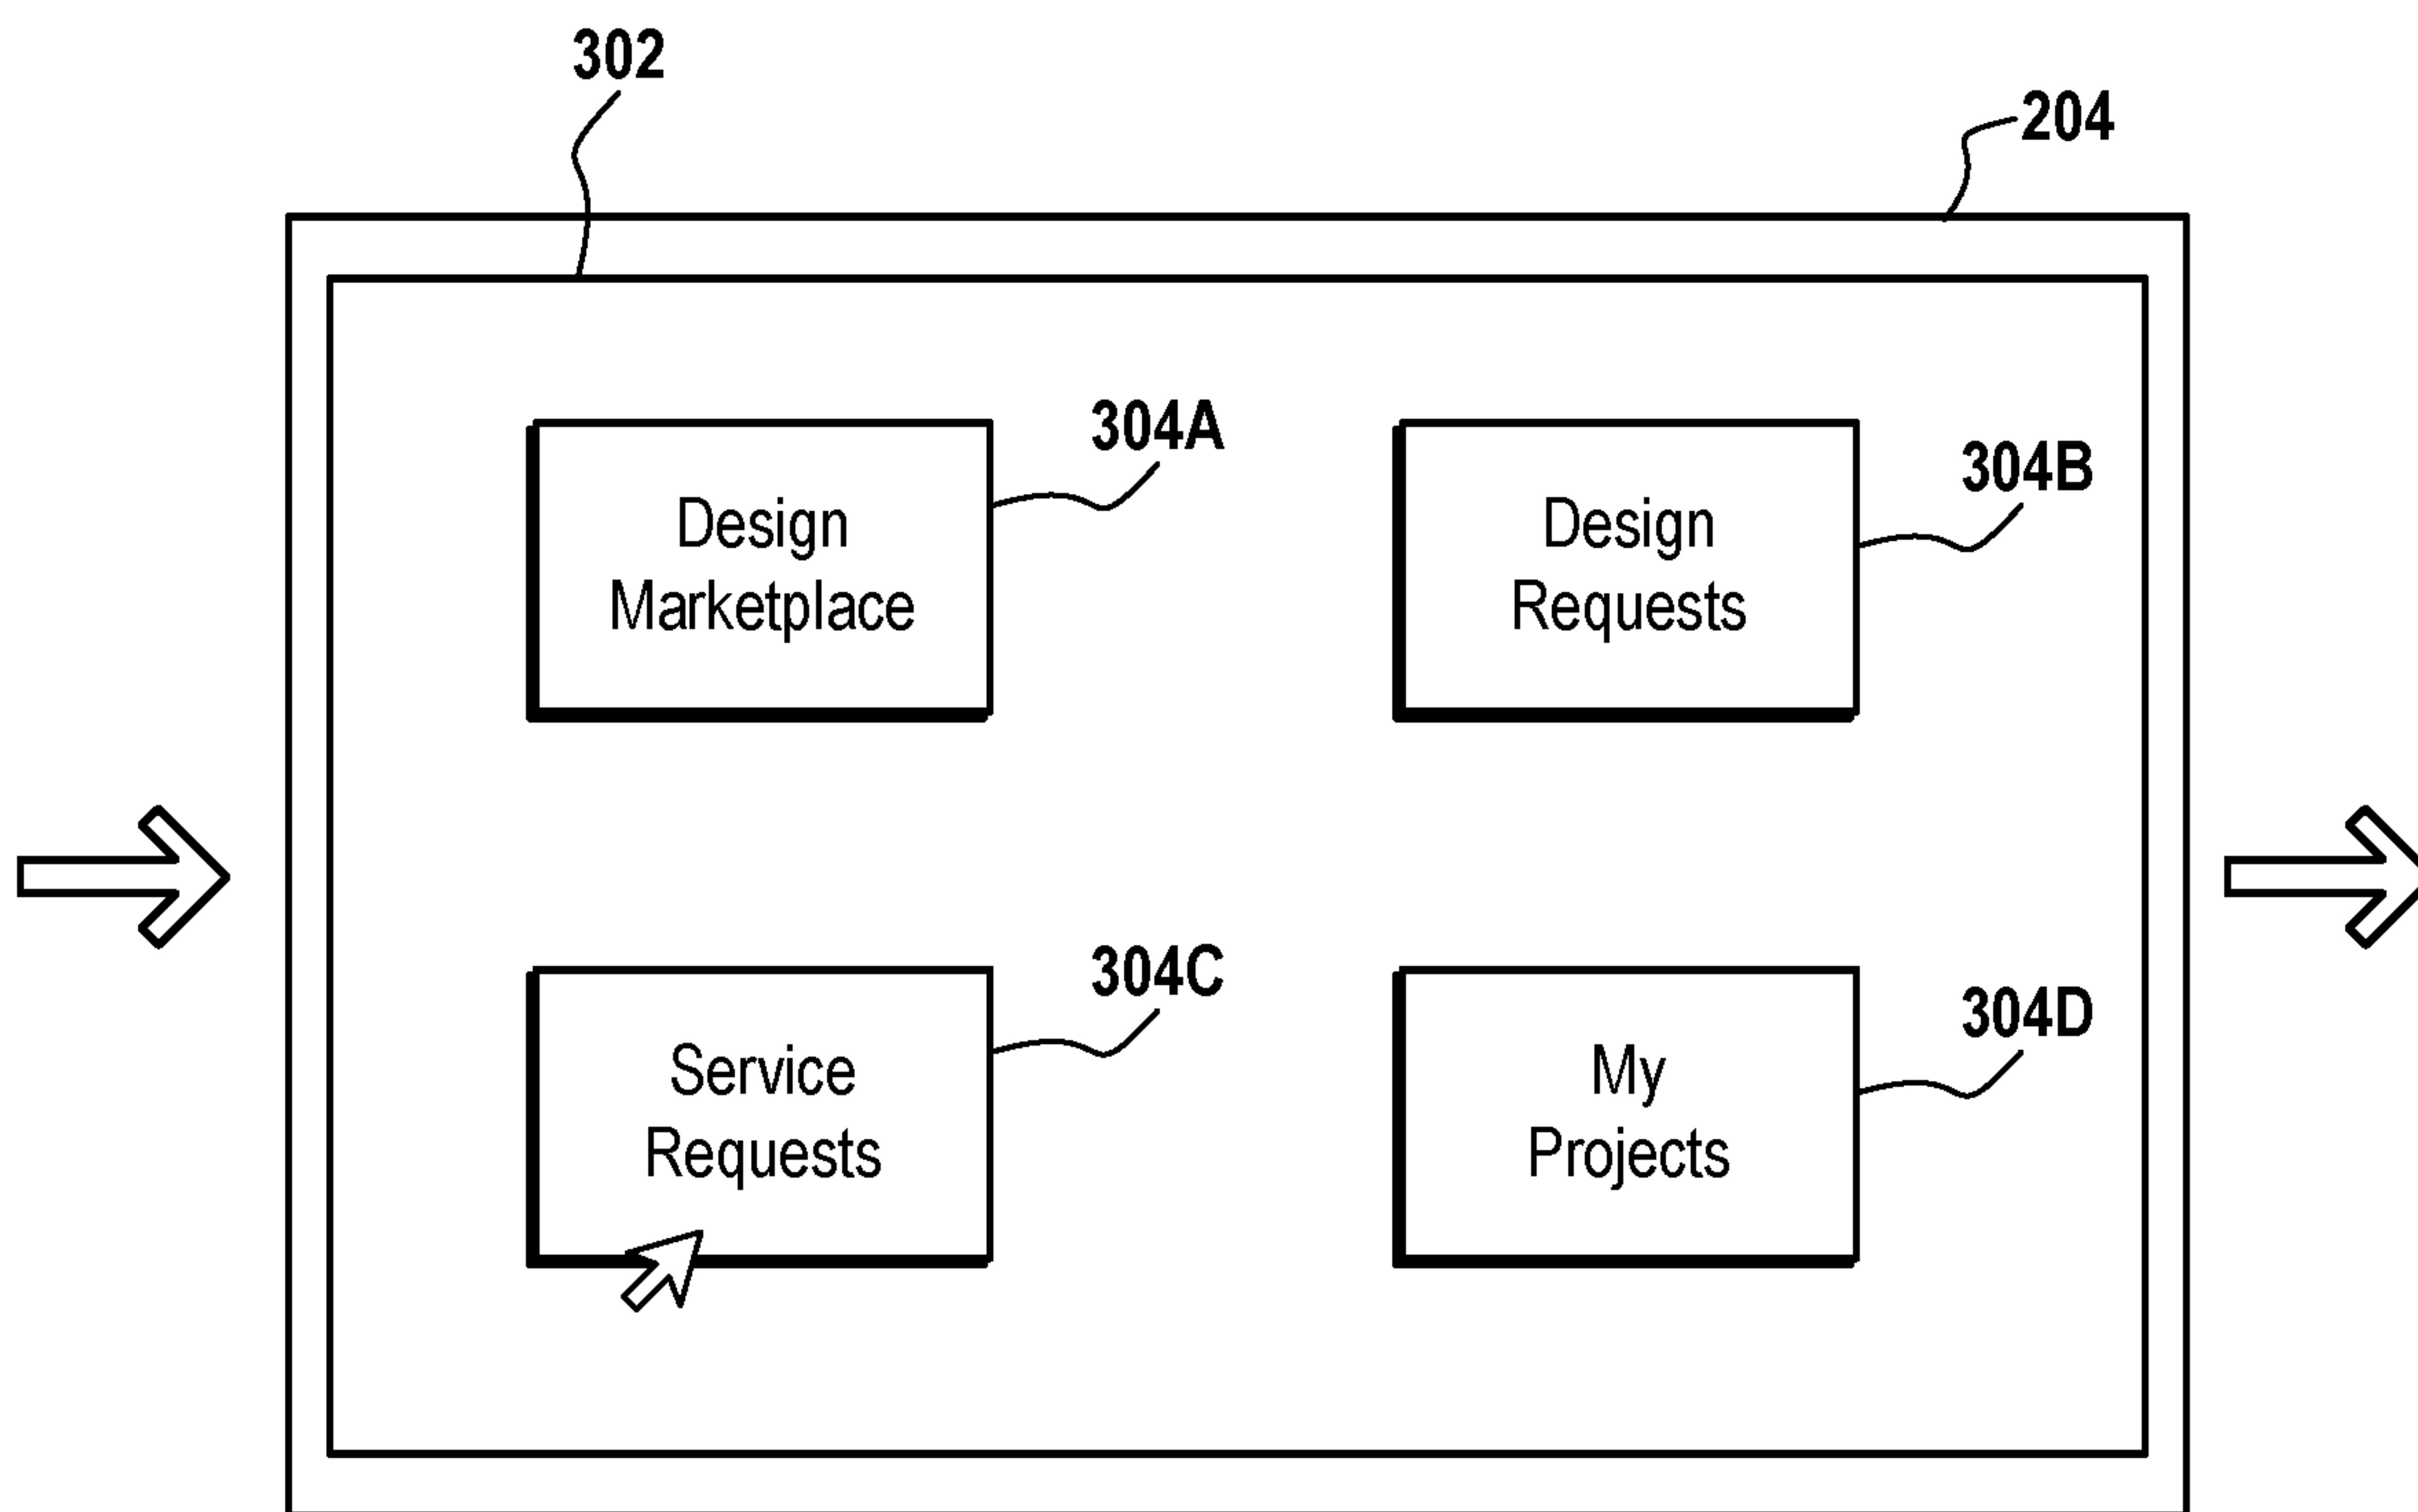 302
204
304A
Design
Marketplace
304B
Design
Requests
304C
Service
Requests
304D
My
Projects